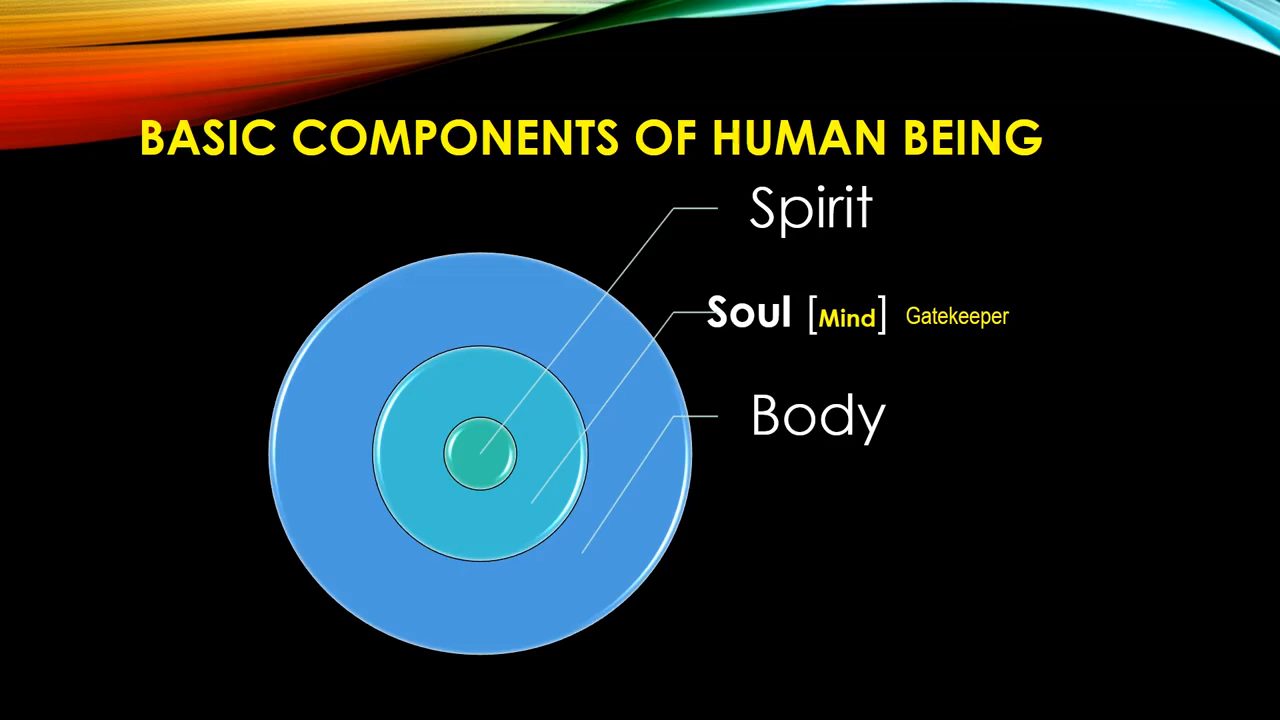 BASIC COMPONENTS OF HUMAN BEING
Spirit
Soul [Mind] Gatekeeper
Body